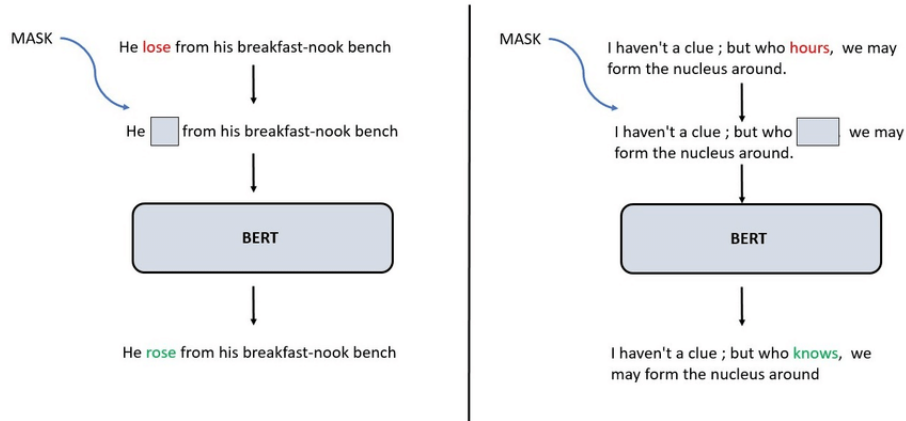 MASK
He lose from his breakfast-nook bench
He from his breakfast-nook bench
BERT
He rose from his breakfast-nook bench
MASK
I haven't a clue ; but who hours, we may
form the nucleus around.
I haven't a clue ; but who we may
form the nucleus around.
BERT
I haven't a clue ; but who knows, we
may form the nucleus around